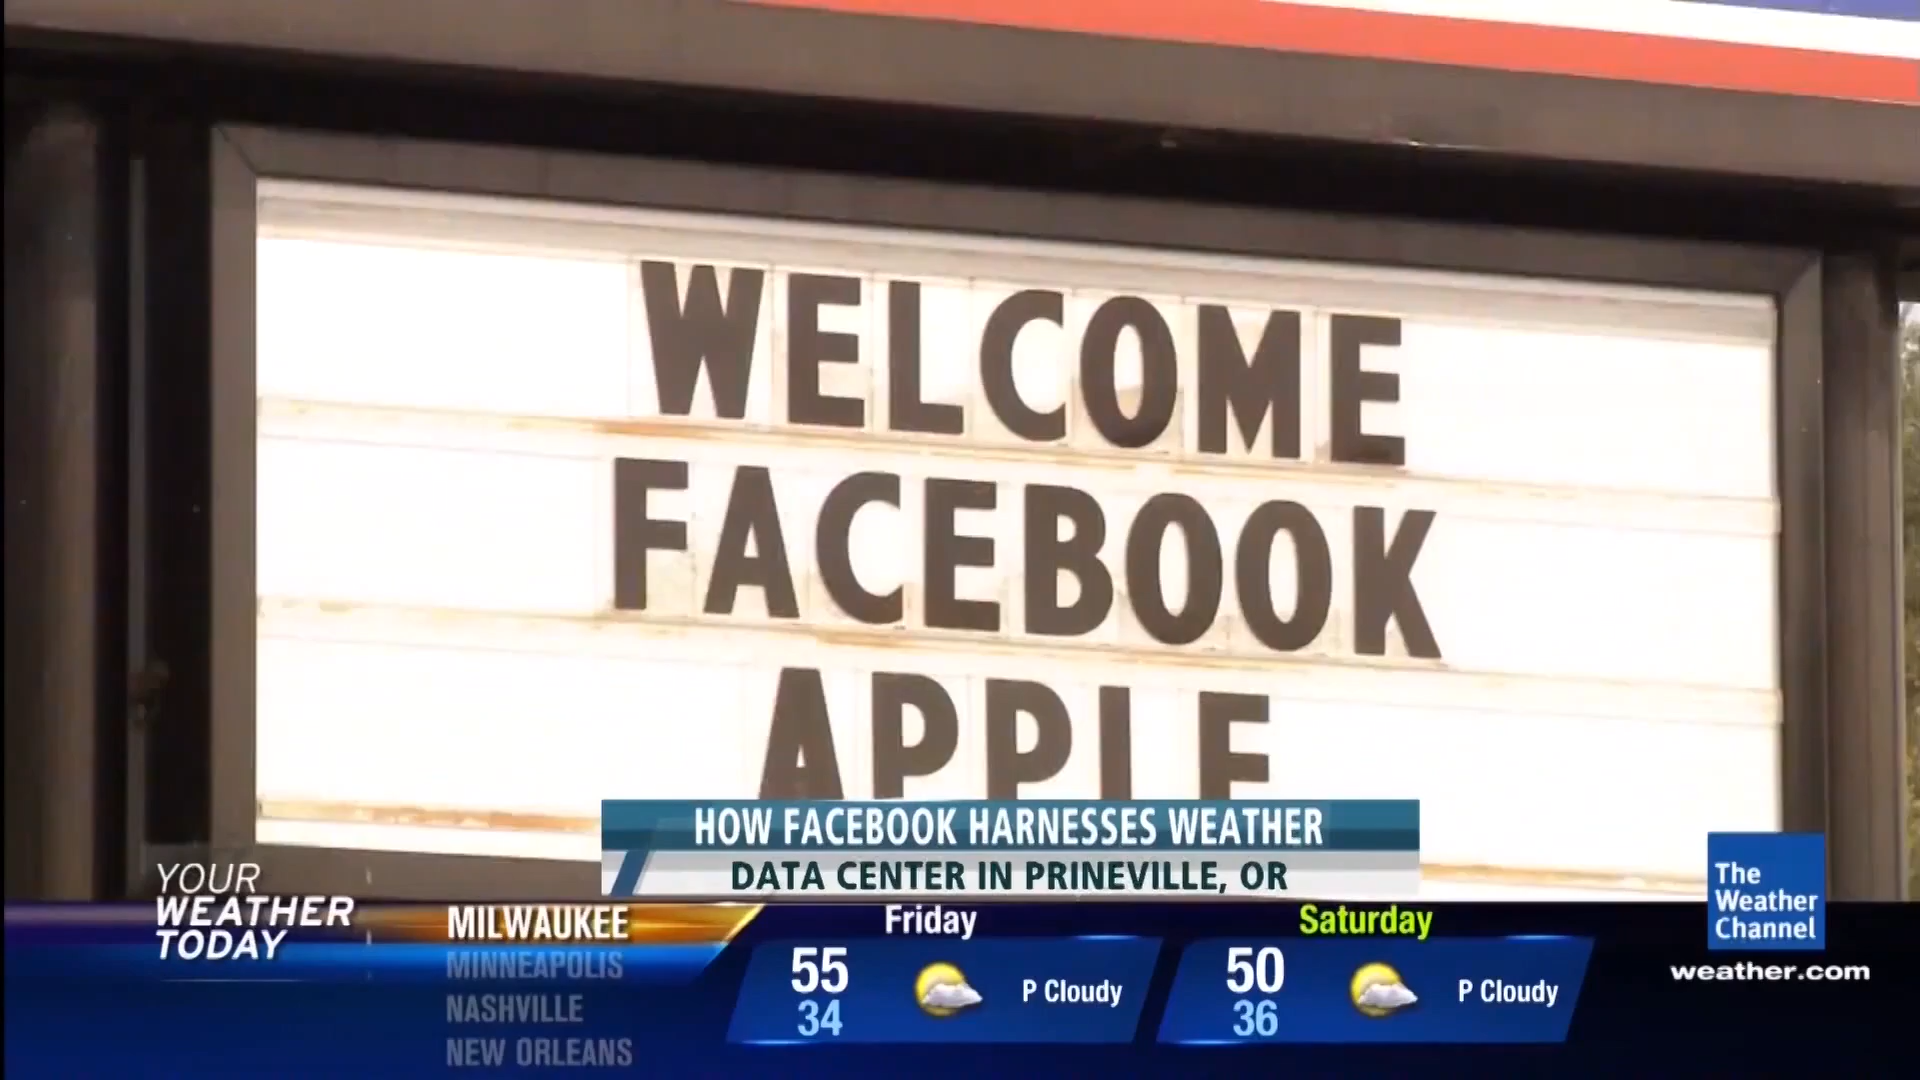 WELCOME
FACEBOOK
APPLE
HOW FACEBOOK HARNESSES WEATHER
DATA CENTER IN PRINEVILLE, OR
YOUR
WEATHER
TODAY
MILWAUKEE
MINNEAPOLIS
NASHVILLE
NEW ORLEANS
Friday
55
34
P Cloudy
Saturday
50
36
P Cloudy
The
Weather
Channel
weather.com